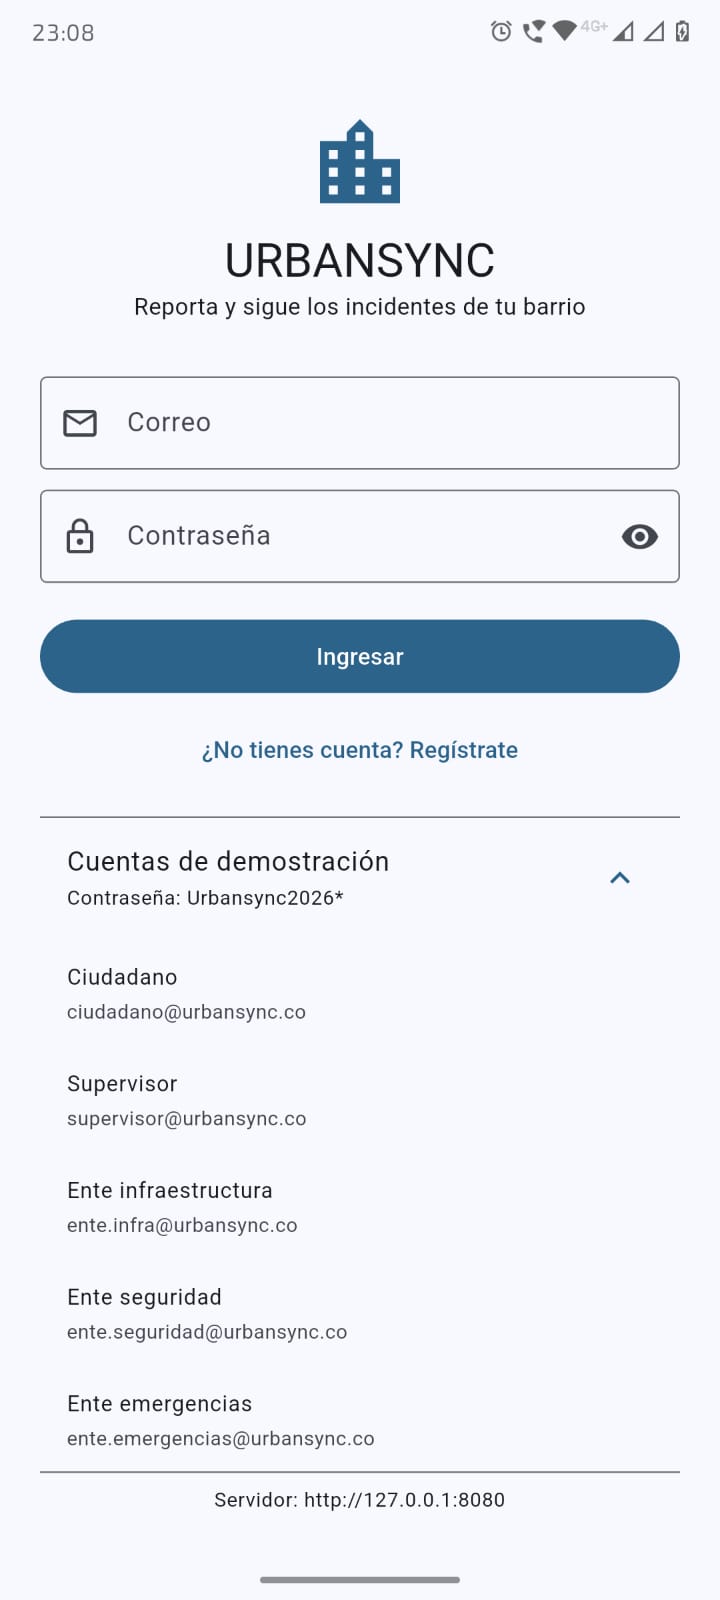 23:08
4G+
URBANSYNC
Reporta y sigue los incidentes de tu barrio
Correo
Contraseña
Ingresar
¿No tienes cuenta? Regístrate
Cuentas de demostración
Contraseña: Urbansync2026*
Ciudadano
ciudadano@urbansync.co
Supervisor
supervisor@urbansync.co
Ente infraestructura
ente.infra@urbansync.co
Ente seguridad
ente.seguridad@urbansync.co
Ente emergencias
ente.emergencias@urbansync.co
Servidor: http://127.0.0.1:8080